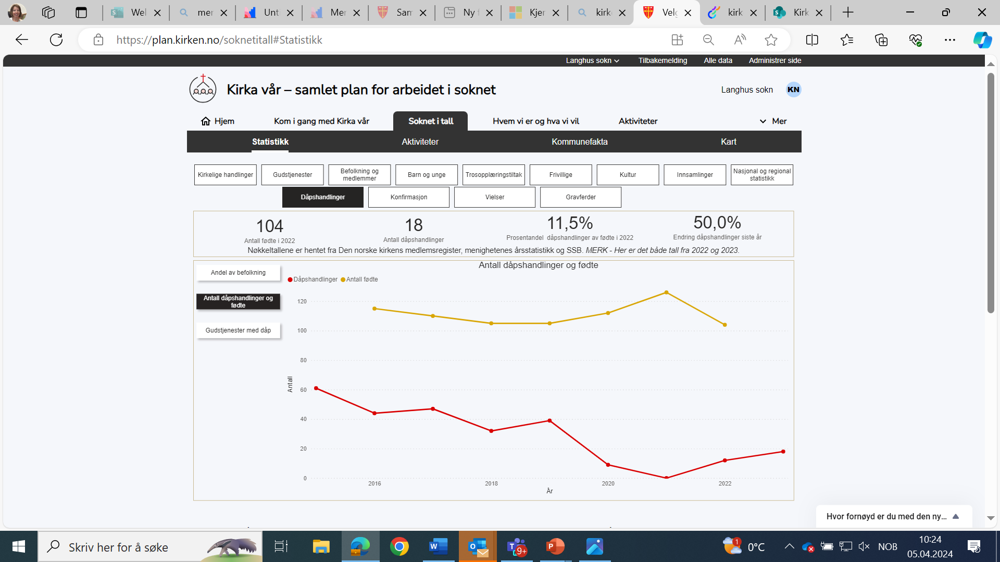 Wel
mer
Unt
Mer
Sam
Ny f
Kjer
kirke
Velg
kirk
Kirk
https://plan.kirken.no/soknetitall#Statistikk
Langhus sokn
Tilbakemelding
Alle data
Administrer side
Kirka vår – samlet plan for arbeidet i soknet
Langhus sokn
KN
Hjem
Kom i gang med Kirka vår
Soknet i tall
Hvem vi er og hva vi vil
Aktiviteter
Mer
Statistikk
Aktiviteter
Kommunefakta
Kart
Kirkelige handlinger
Gudstjenester
Befolkning og
medlemmer
Barn og unge
Trosopplæringstiltak
Frivillige
Kultur
Innsamlinger
Nasjonal og regional
statistikk
Dåpshandlinger
Konfirmasjon
Vielser
Gravferder
104
Antall fødte i 2022
18
Antall dåpshandlinger
11,5%
Prosentandel dåpshandlinger av fødte i 2022
50,0%
Endring dåpshandlinger siste år
Nøkkeltallene er hentet fra Den norske kirkens medlemsregister, menighetenes årsstatistikk og SSB. MERK - Her er det både tall fra 2022 og 2023.
Andel av befolkning
Antall dåpshandlinger og
fødte
Gudstjenester med dåp
Antall dåpshandlinger og fødte
Dåpshandlinger
Antall fødte
120
100
80
60
40
20
0
Antall
2016
2018
2020
2022
År
Hvor fornøyd er du med den ny...
Skriv her for å søke
9+
1
0°C
NOB
10:24
05.04.2024